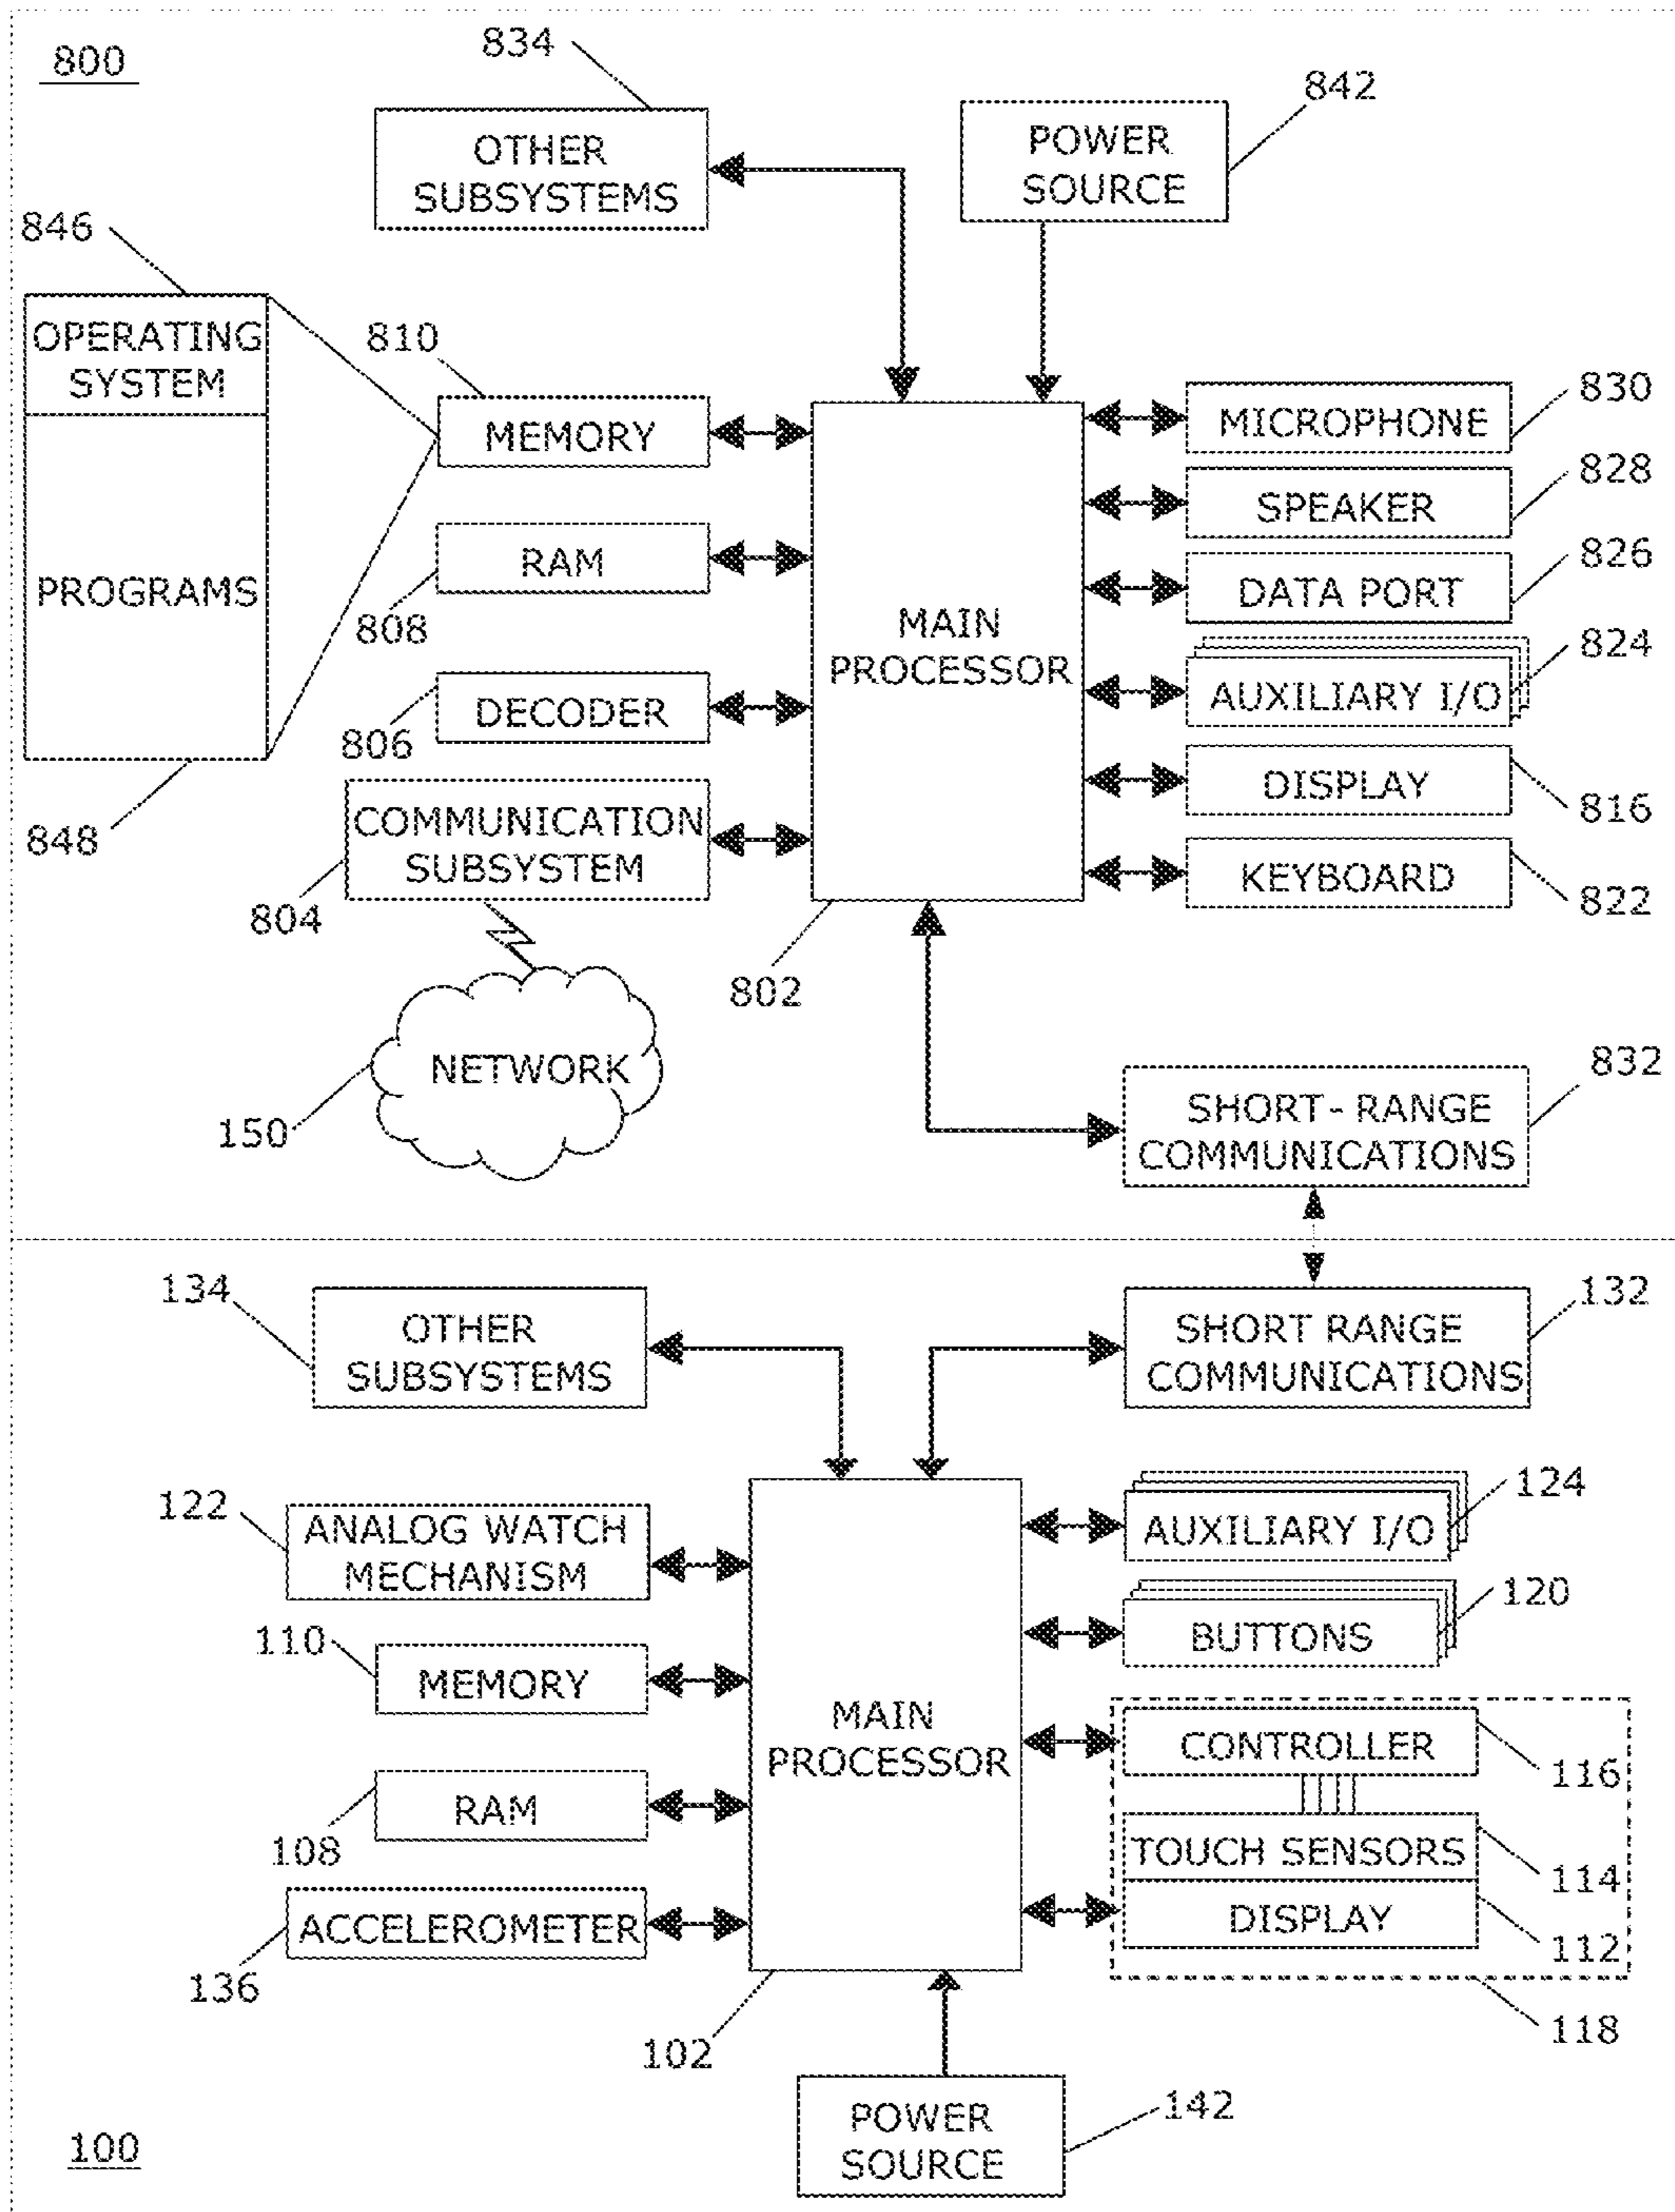 800
834
842
OTHER
SUBSYSTEMS
POWER
SOURCE
846
OPERATING
SYSTEM
PROGRAMS
848
810
MEMORY
RAM
808
DECODER
806
COMMUNICATION
SUBSYSTEM
804
MAIN
PROCESSOR
802
MICROPHONE
830
SPEAKER
828
DATA PORT
826
AUXILIARY I/O
824
DISPLAY
816
KEYBOARD
822
NETWORK
150
832
SHORT-RANGE
COMMUNICATIONS
134
OTHER
SUBSYSTEMS
132
SHORT RANGE
COMMUNICATIONS
122
ANALOG WATCH
MECHANISM
110
MEMORY
RAM
108
ACCELEROMETER
136
MAIN
PROCESSOR
102
AUXILIARY I/O
124
BUTTONS
120
CONTROLLER
116
TOUCH SENSORS
114
DISPLAY
112
118
POWER
SOURCE
142
100